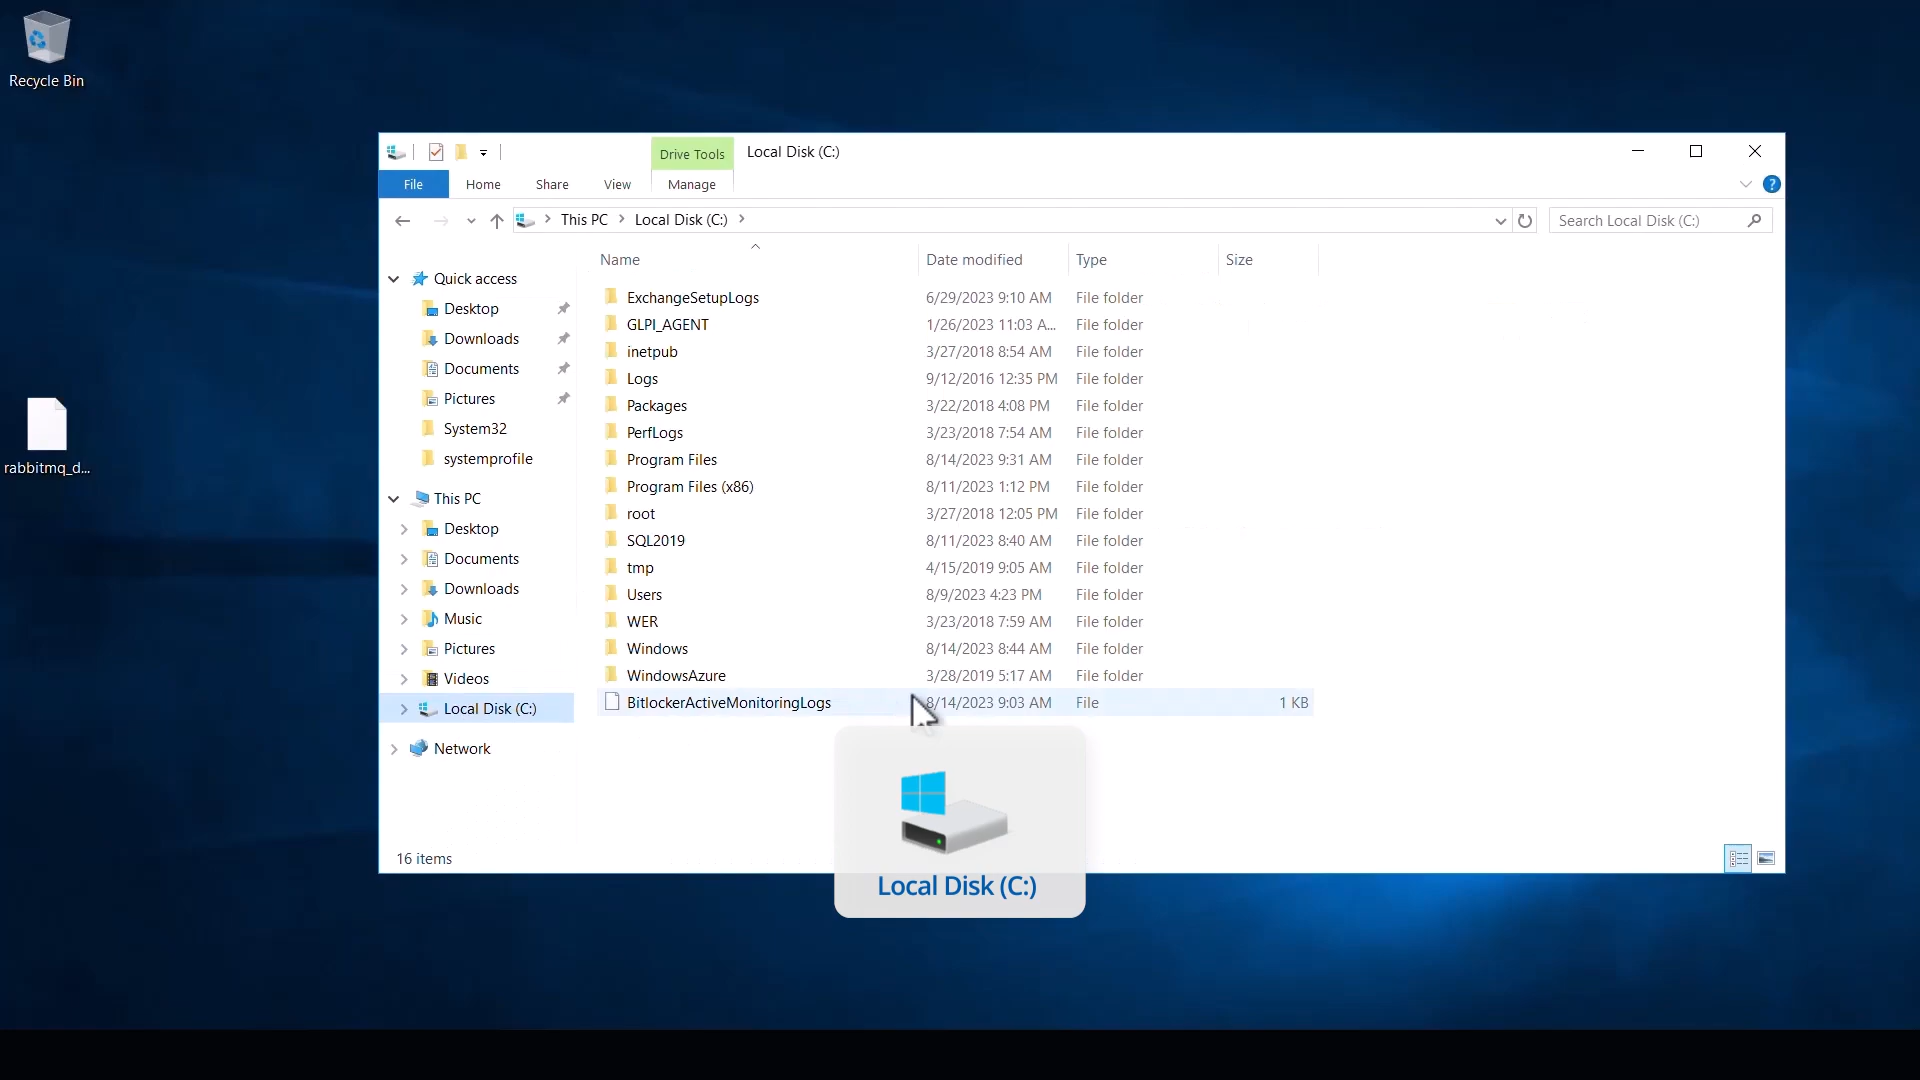 Recycle Bin
rabbitmq_d...
Drive Tools
Local Disk (C:)
File
Home
Share
View
Manage
This PC
Local Disk (C:)
Search Local Disk (C:)
Name
Date modified
Type
Size
Quick access
Desktop
Downloads
Documents
Pictures
System32
systemprofile
This PC
Desktop
Documents
Downloads
Music
Pictures
Videos
Local Disk (C:)
Network
ExchangeSetupLogs 6/29/2023 9:10 AM File folder
GLPI_AGENT 1/26/2023 11:03 A... File folder
inetpub 3/27/2018 8:54 AM File folder
Logs 9/12/2016 12:35 PM File folder
Packages 3/22/2018 4:08 PM File folder
PerfLogs 3/23/2018 7:54 AM File folder
Program Files 8/14/2023 9:31 AM File folder
Program Files (x86) 8/11/2023 1:12 PM File folder
root 3/27/2018 12:05 PM File folder
SQL2019 8/11/2023 8:40 AM File folder
tmp 4/15/2019 9:05 AM File folder
Users 8/9/2023 4:23 PM File folder
WER 3/23/2018 7:59 AM File folder
Windows 8/14/2023 8:44 AM File folder
WindowsAzure 3/28/2019 5:17 AM File folder
BitlockerActiveMonitoringLogs 8/14/2023 9:03 AM File 1 KB
Local Disk (C:)
16 items